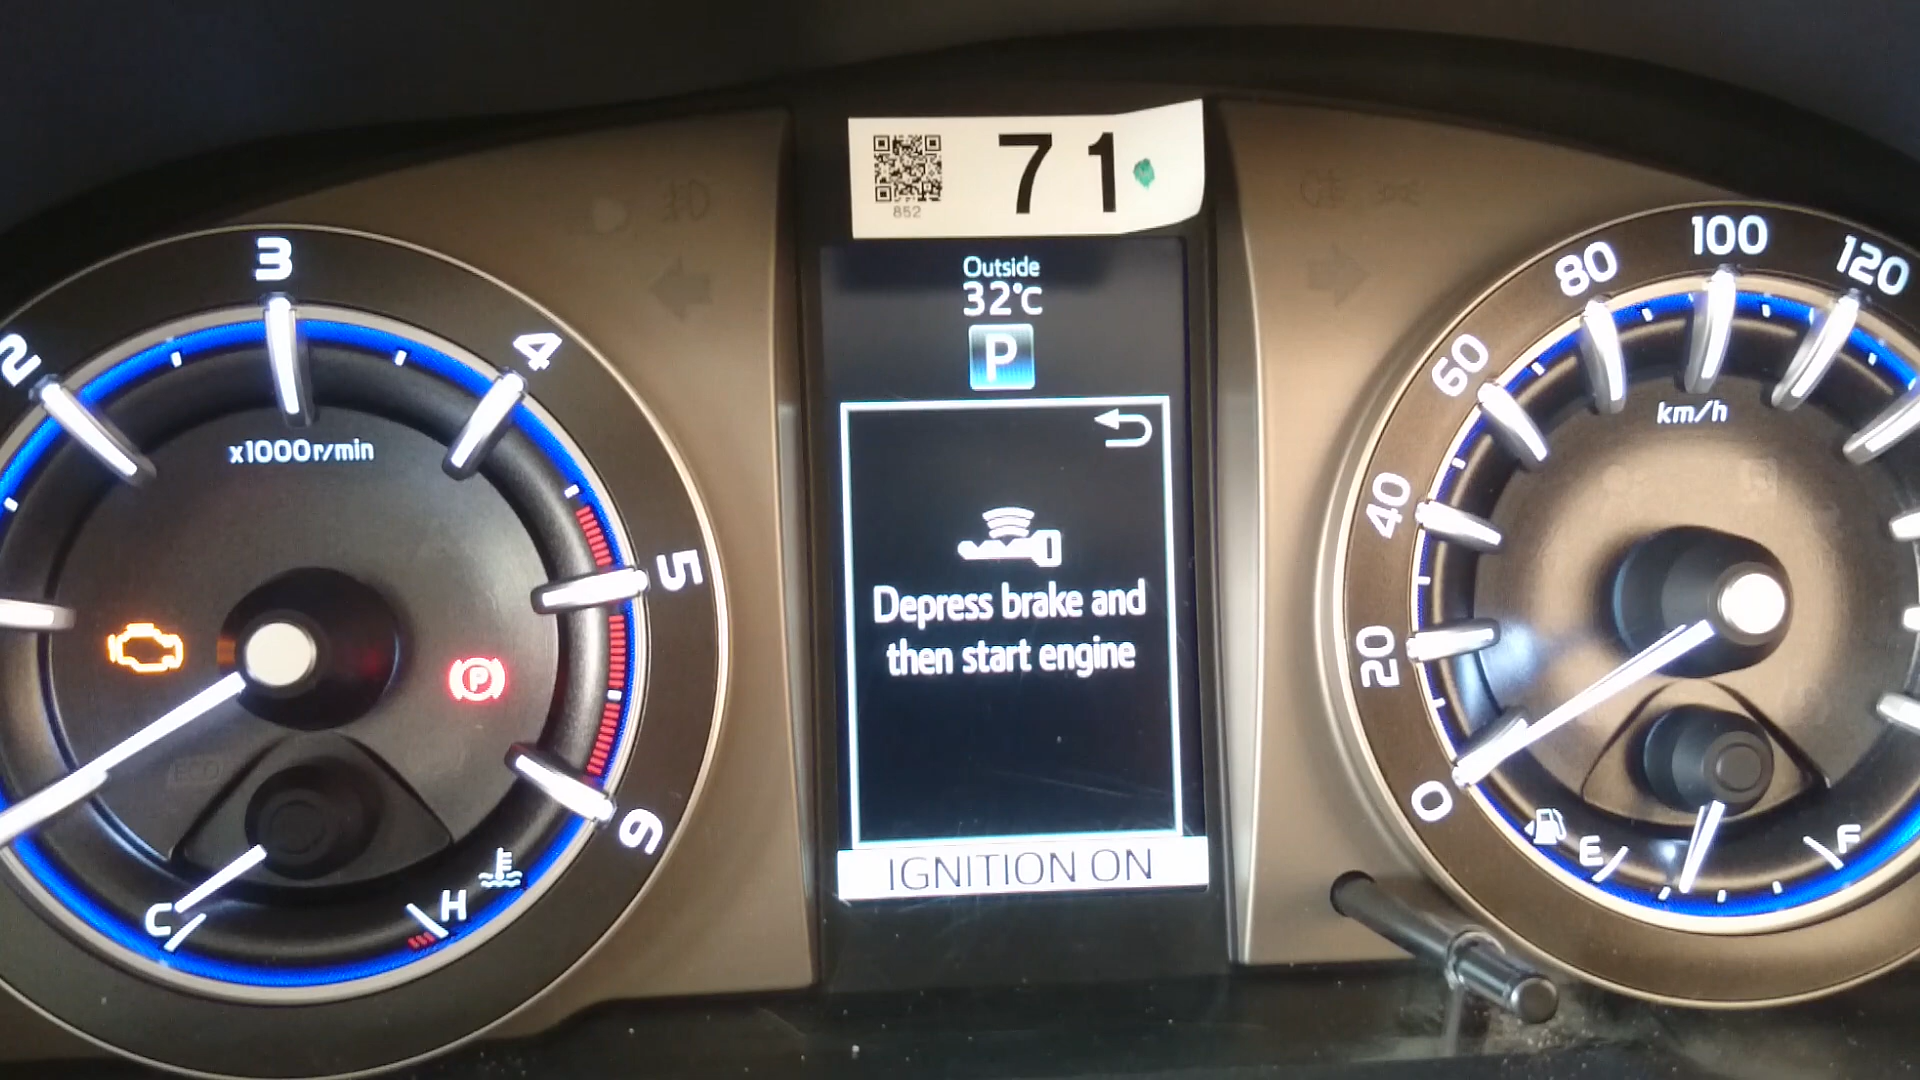 71
852
Outside
32°C
P
Depress brake and
then start engine
IGNITION ON
2
3
4
5
6
x1000r/min
P
ECO
C
H
0
20
40
60
80
100
120
km/h
E
F